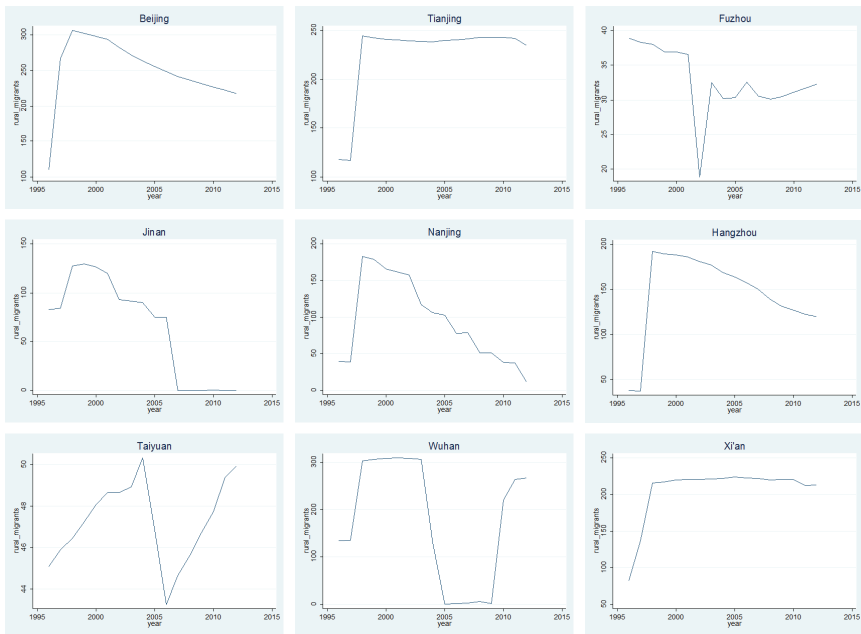 Beijing
rural_migrants
100 150 200 250 300
1995 2000 2005 2010 2015
year
Tianjing
rural_migrants
100 150 200 250
1995 2000 2005 2010 2015
year
Fuzhou
rural_migrants
20 25 30 35 40
1995 2000 2005 2010 2015
year
Jinan
rural_migrants
0 50 100 150
1995 2000 2005 2010 2015
year
Nanjing
rural_migrants
0 50 100 150 200
1995 2000 2005 2010 2015
year
Hangzhou
rural_migrants
50 100 150 200
1995 2000 2005 2010 2015
year
Taiyuan
rural_migrants
44 46 48 50
1995 2000 2005 2010 2015
year
Wuhan
rural_migrants
0 100 200 300
1995 2000 2005 2010 2015
year
Xi'an
rural_migrants
50 100 150 200 250
1995 2000 2005 2010 2015
year